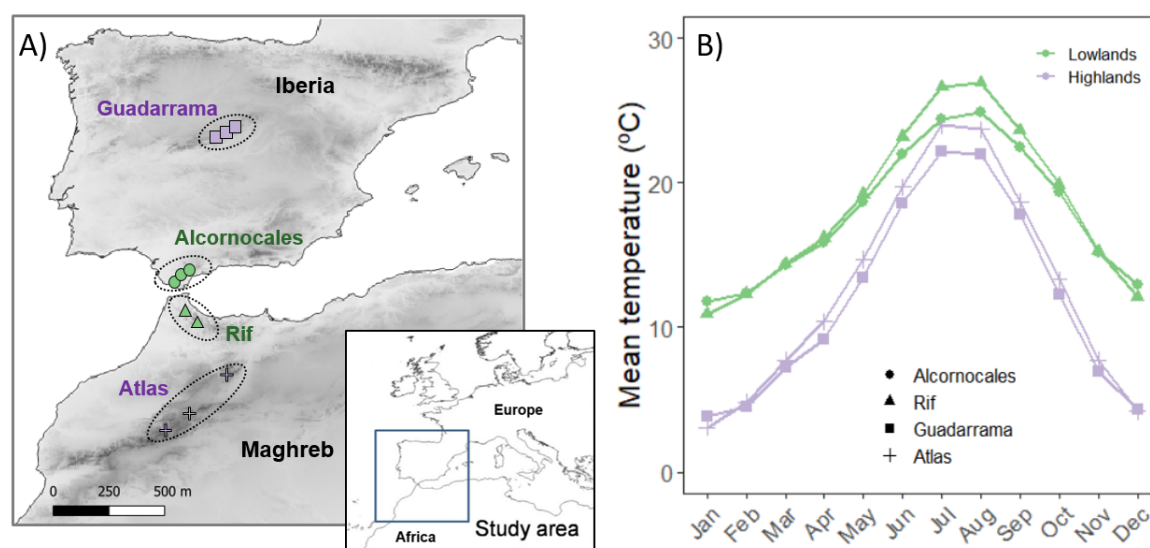 A)
Iberia
Guadarrama
Alcornocales
Rif
Atlas
Maghreb
0 250 500 m
Europe
Africa
Study area
B)
Mean temperature (ºC)
30
20
10
0
Lowlands
Highlands
Alcornocales
Rif
Guadarrama
Atlas
Jan Feb Mar Apr May Jun Jul Aug Sep Oct Nov Dec